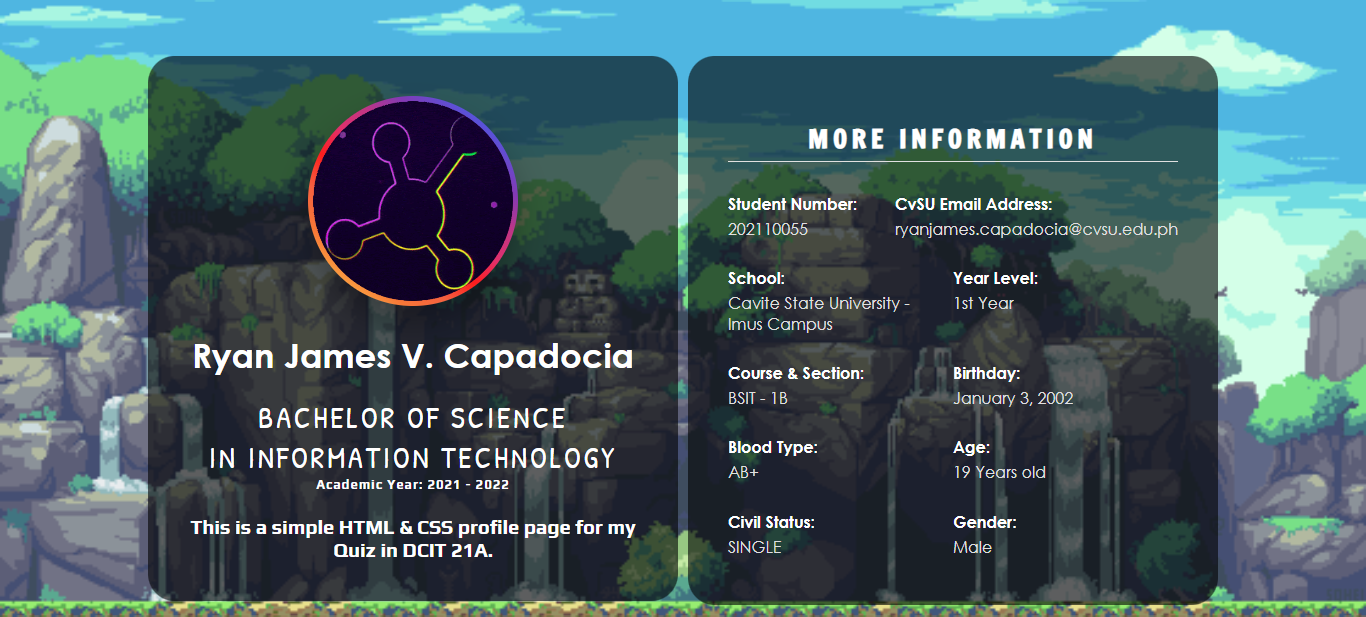 Ryan James V. Capadocia
BACHELOR OF SCIENCE
IN INFORMATION TECHNOLOGY
Academic Year: 2021 - 2022
This is a simple HTML & CSS profile page for my
Quiz in DCIT 21A.
MORE INFORMATION
Student Number:
202110055
CvSU Email Address:
ryanjames.capadocia@cvsu.edu.ph
School:
Cavite State University -
Imus Campus
Year Level:
1st Year
Course & Section:
BSIT - 1B
Birthday:
January 3, 2002
Blood Type:
AB+
Age:
19 Years old
Civil Status:
SINGLE
Gender:
Male